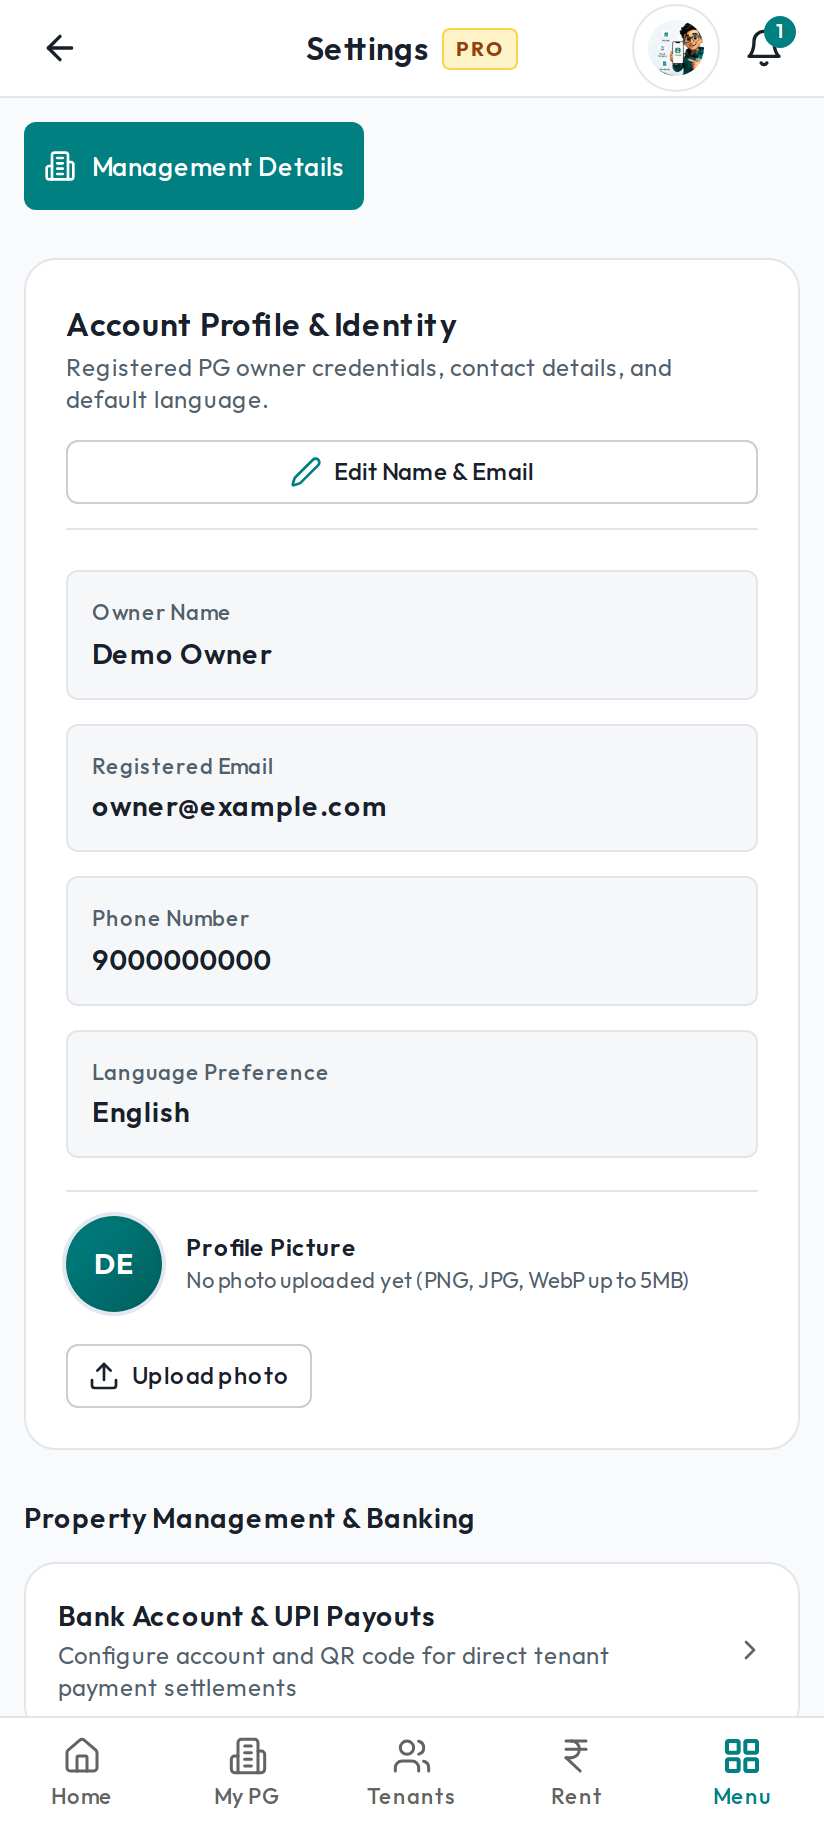 Settings
PRO
1
Management Details
Account Profile & Identity
Registered PG owner credentials, contact details, and
default language.
Edit Name & Email
Owner Name
Demo Owner
Registered Email
owner@example.com
Phone Number
9000000000
Language Preference
English
DE
Profile Picture
No photo uploaded yet (PNG, JPG, WebP up to 5MB)
Upload photo
Property Management & Banking
Bank Account & UPI Payouts
Configure account and QR code for direct tenant
payment settlements
Home
My PG
Tenants
Rent
Menu